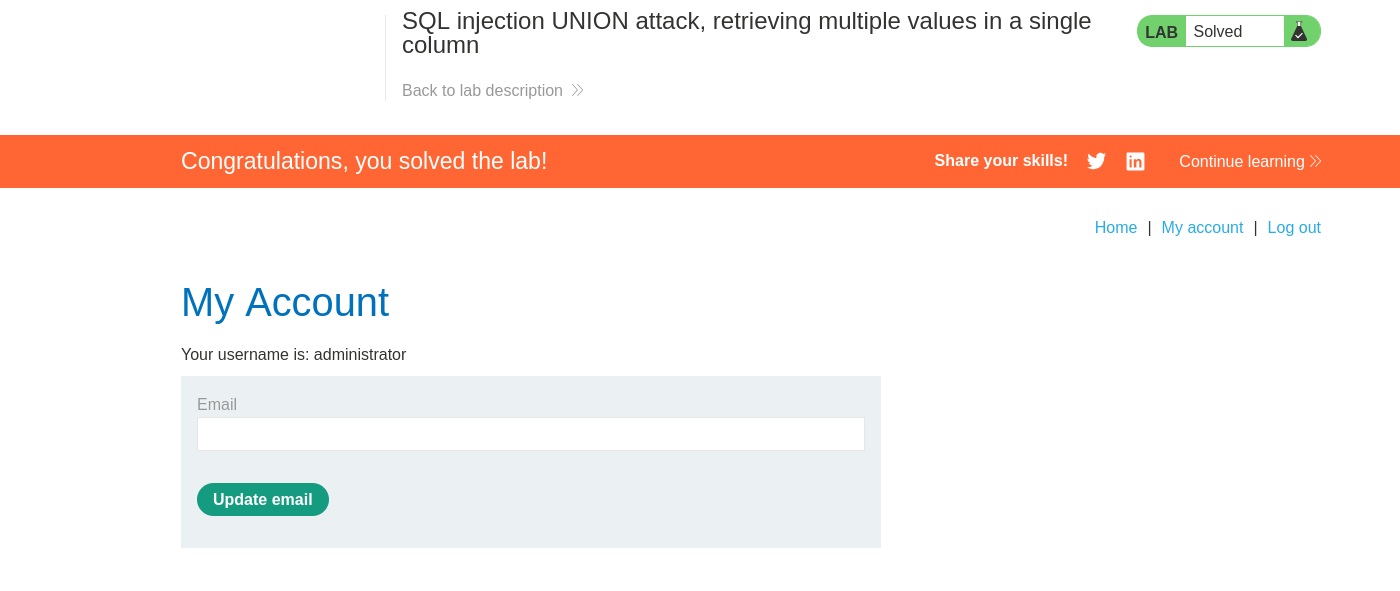 SQL injection UNION attack, retrieving multiple values in a single
column
LAB Solved
Back to lab description
Congratulations, you solved the lab!
Share your skills!
Continue learning
Home | My account | Log out
My Account
Your username is: administrator
Email
Update email